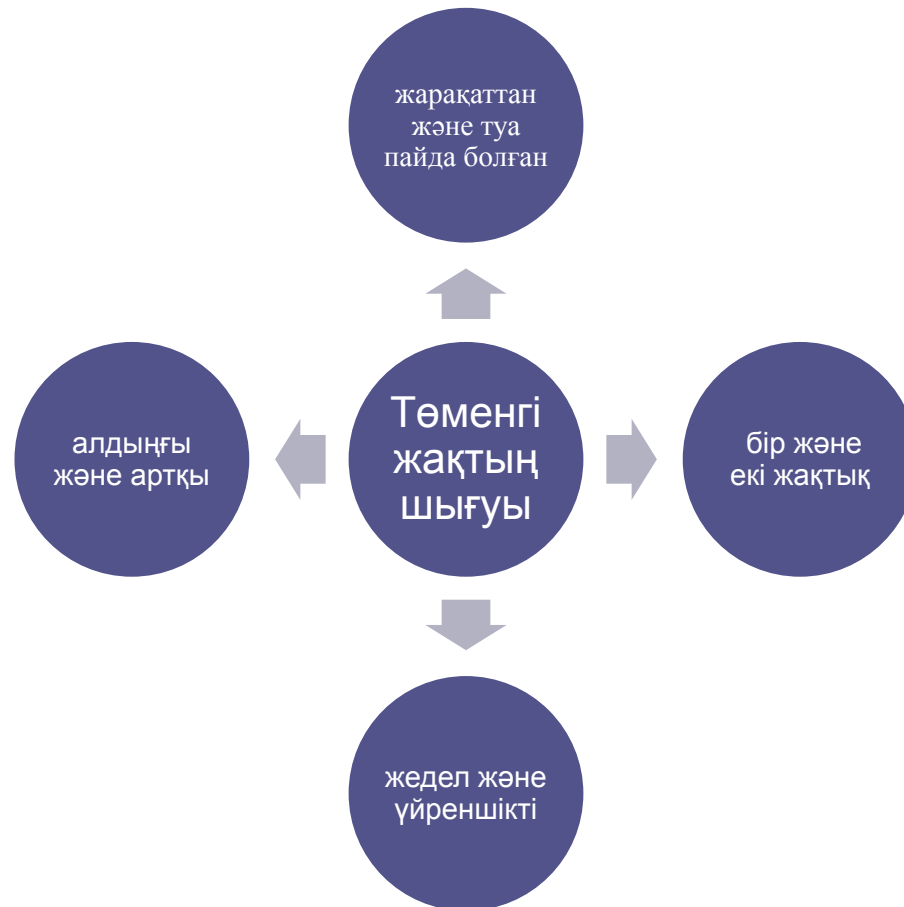 жарақаттан
және туа
пайда болған
алдыңғы
және артқы
Төменгі
жақтың
шығуы
бір және
екі жақтық
жедел және
үйреншікті